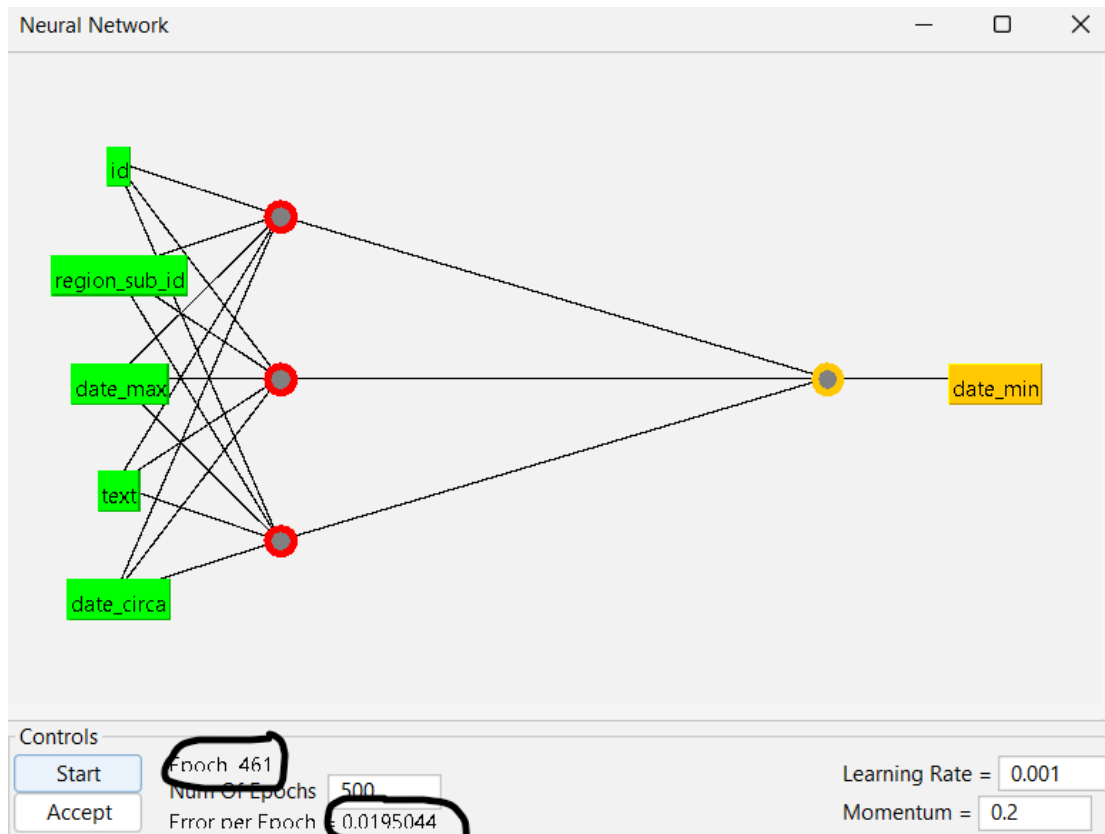 Neural Network
id
region_sub_id
date_max
date_min
text
date_circa
Controls
Start
Epoch 461
Num Of Epochs 500
Learning Rate = 0.001
Accept
Error per Epoch = 0.0195044
Momentum = 0.2